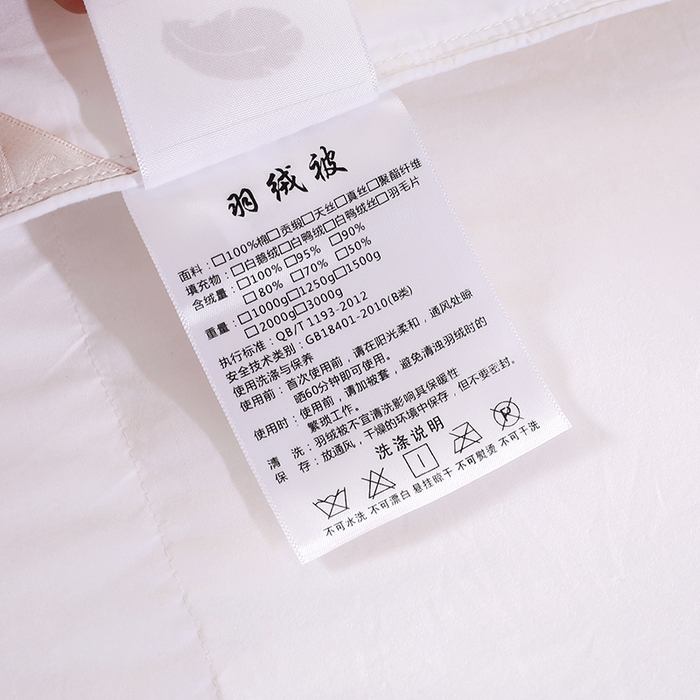 羽绒被
面料：□100%棉□贡缎□天丝□真丝□聚酯纤维
填充物：□白鹅绒□白鸭绒□白鸭绒丝□羽毛片
含绒量：□100% □95% □90%
□80% □70% □50%
重量：□1000g□1250g□1500g
□2000g□3000g
执行标准：QB/T1193-2012
安全技术类别：GB18401-2010(B类)
使用洗涤与保养
使用前：首次使用前，请在阳光柔和，通风处晾
晒60分钟即可使用。
使用时：使用前，请加被套，避免清浊羽绒时的
繁琐工作。
清 洗：羽绒被不宜清洗影响其保暖性
保 存：放通风，干燥的环境中保存，但不要密封。
洗涤说明
不可水洗 不可漂白 悬挂晾干 不可熨烫 不可干洗